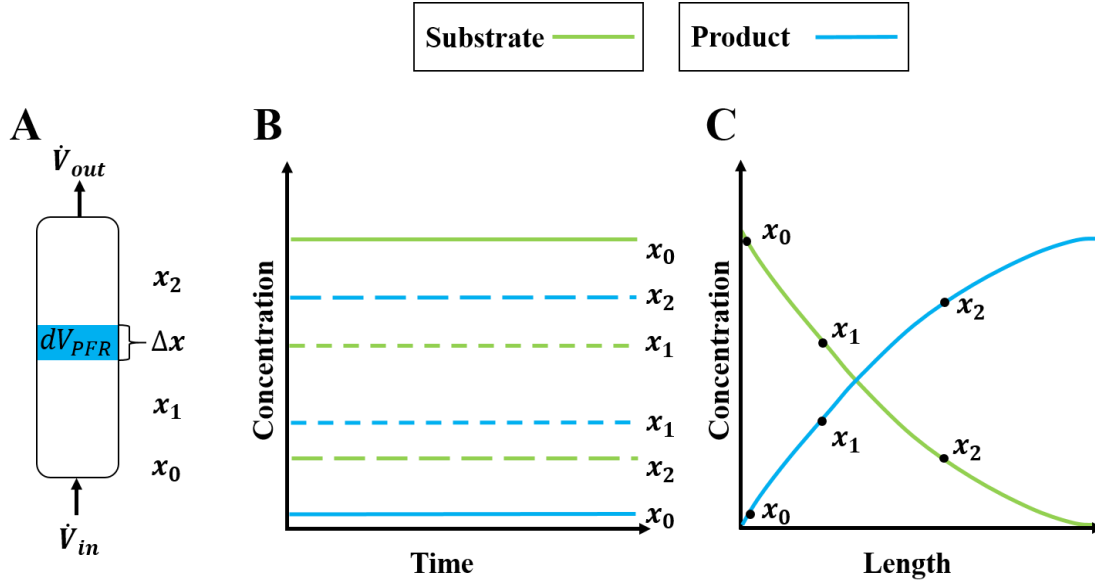 Substrate
Product
A
B
C
V̇out
x2
dVPFR
Δx
x1
x0
V̇in
Concentration
x0
x2
x1
x1
x2
x0
Time
Concentration
x0
x1
x2
x1
x2
x0
Length